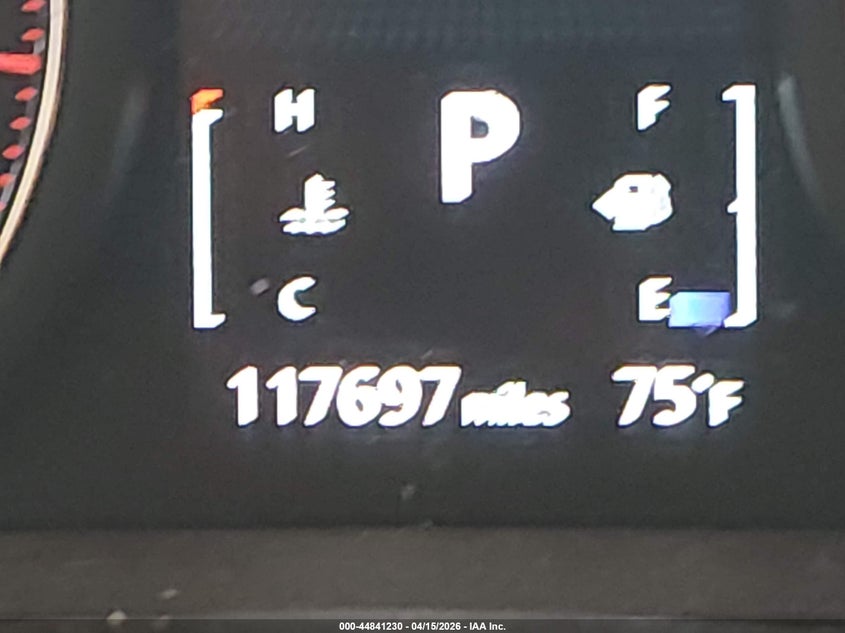 H P F
C E
117697 miles 75°F
000-44841230 - 04/15/2026 - IAA Inc.